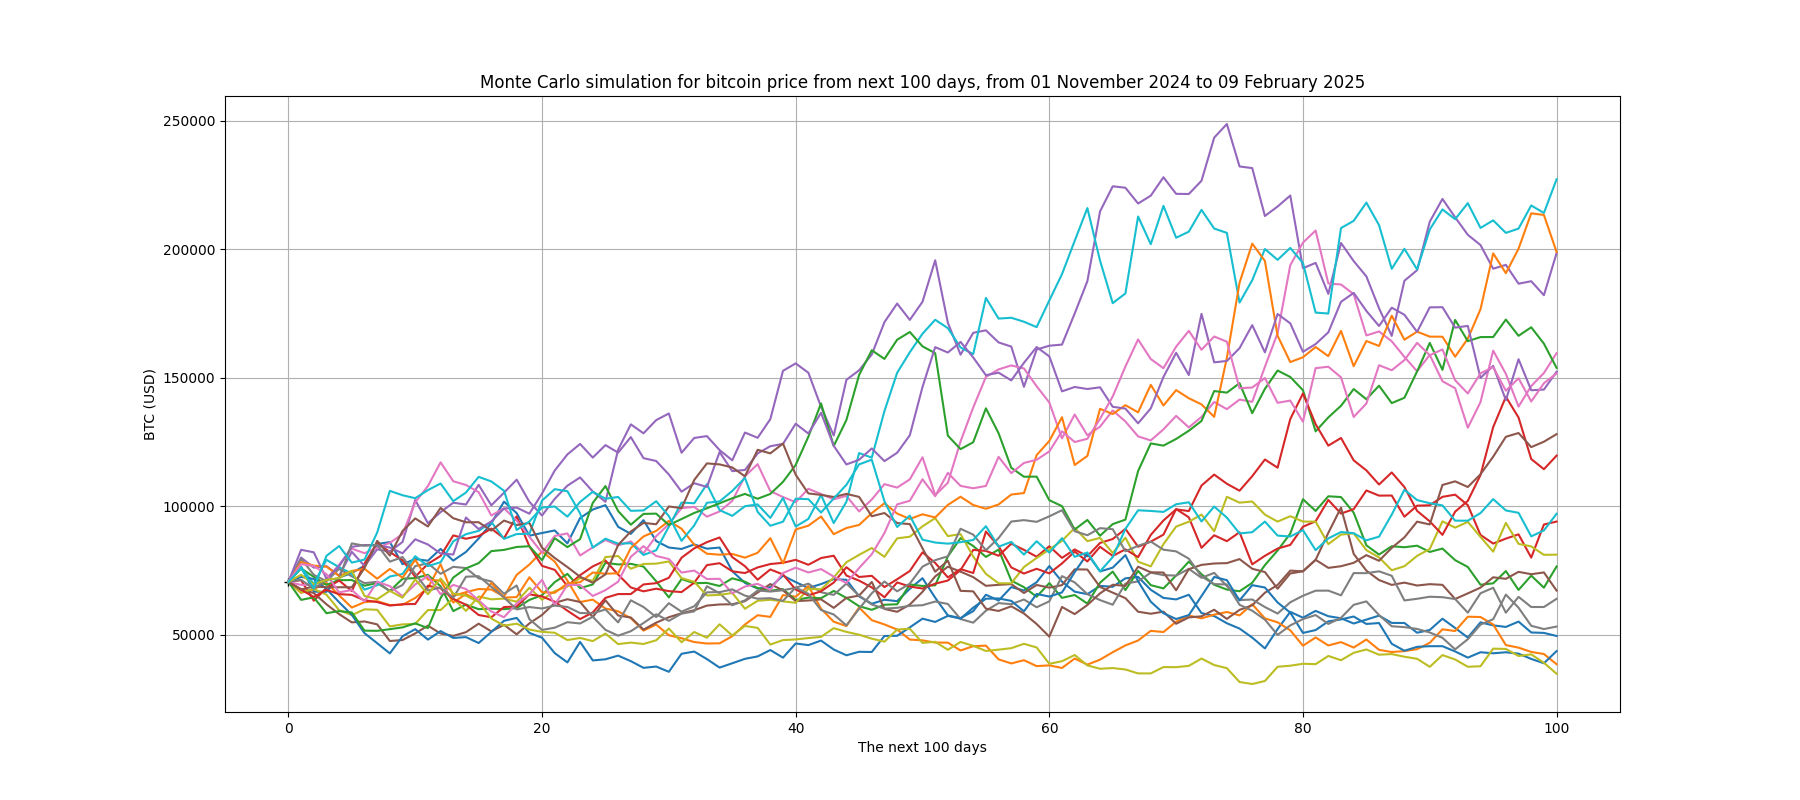 Monte Carlo simulation for bitcoin price from next 100 days, from 01 November 2024 to 09 February 2025
BTC (USD)
250000
200000
150000
100000
50000
0 20 40 60 80 100
The next 100 days